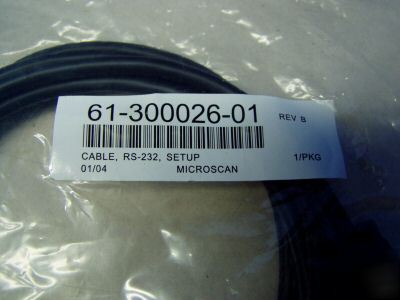 61-300026-01 REV B
CABLE, RS-232, SETUP 1/PKG
01/04 MICROSCAN